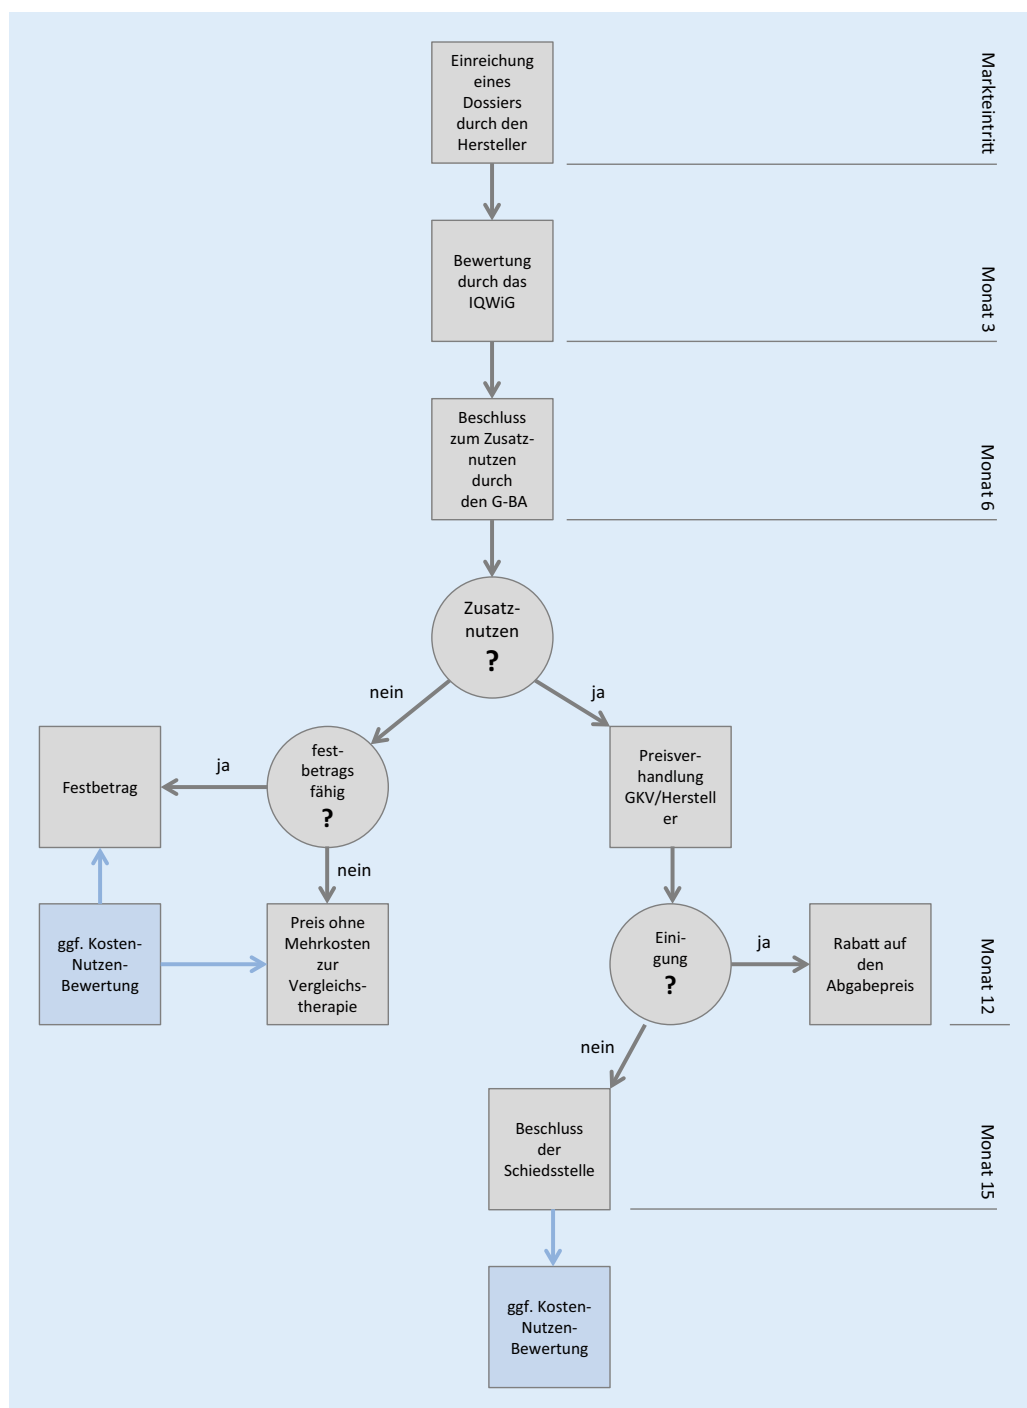 Einreichung
eines
Dossiers
durch den
Hersteller
Markteintritt
Bewertung
durch das
IQWiG
Monat 3
Beschluss
zum Zusatz-
nutzen
durch
den G-BA
Monat 6
Zusatz-
nutzen
?
nein
ja
Festbetrag
ja
fest-
betrags
fähig
?
Preisver-
handlung
GKV/Herstell
er
nein
ggf. Kosten-
Nutzen-
Bewertung
Preis ohne
Mehrkosten
zur
Vergleichs-
therapie
Eini-
gung
?
ja
Rabatt auf
den
Abgabepreis
Monat 12
nein
Beschluss
der
Schiedsstelle
Monat 15
ggf. Kosten-
Nutzen-
Bewertung